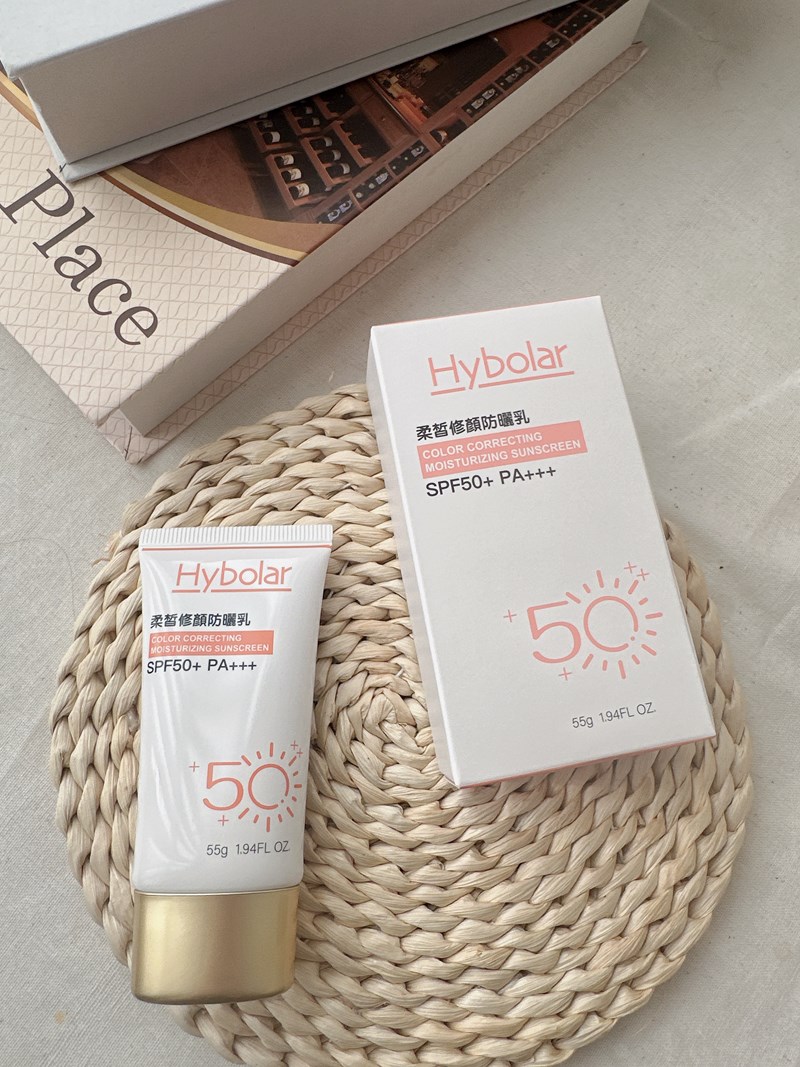 Place
Hybolar
柔皙修顏防曬乳
COLOR CORRECTING
MOISTURIZING SUNSCREEN
SPF50+ PA+++
50
55g 1.94FL OZ.
Hybolar
柔皙修顏防曬乳
COLOR CORRECTING
MOISTURIZING SUNSCREEN
SPF50+ PA+++
50
55g 1.94FL OZ.